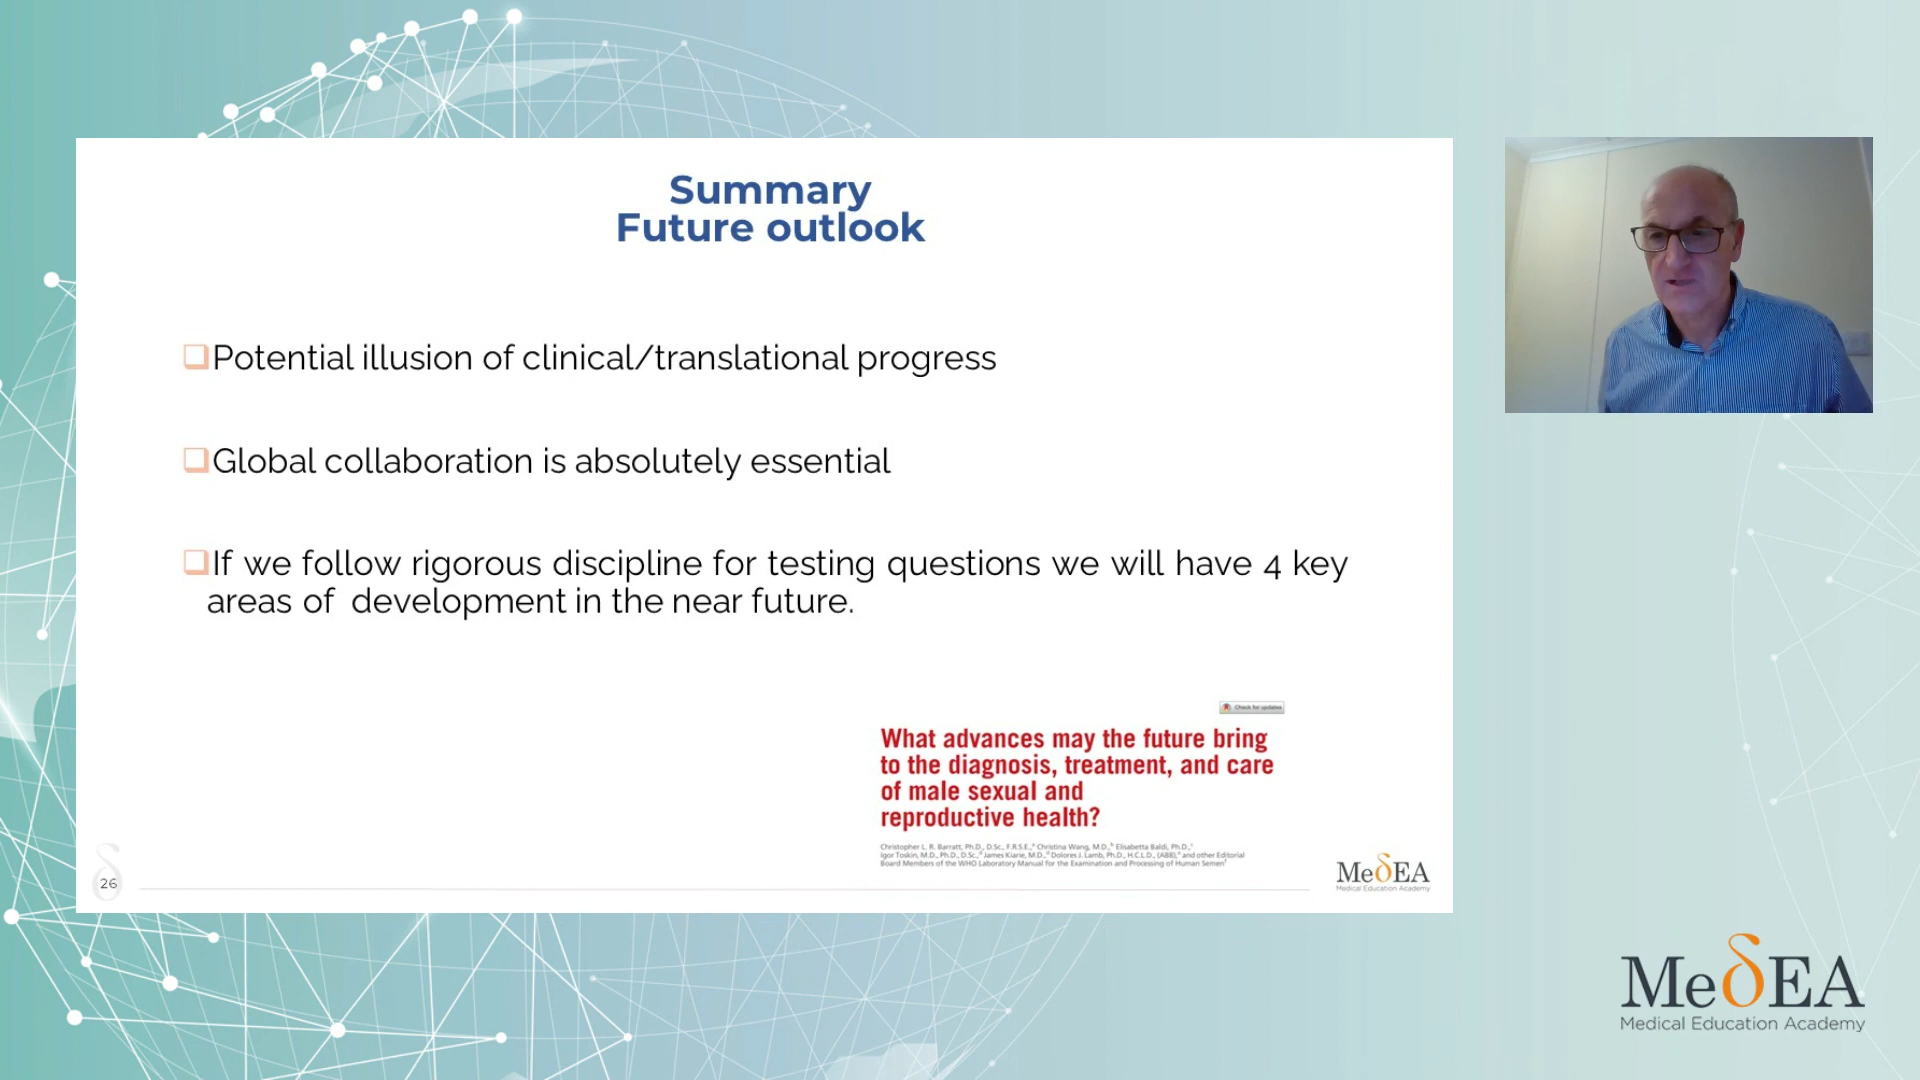 Summary
Future outlook
Potential illusion of clinical/translational progress
Global collaboration is absolutely essential
If we follow rigorous discipline for testing questions we will have 4 key
areas of development in the near future.
Check for updates
What advances may the future bring
to the diagnosis, treatment, and care
of male sexual and
reproductive health?
Christopher L. R. Barratt, Ph.D., D.Sc., F.R.S.E.,a Christina Wang, M.D.,b Elisabetta Baldi, Ph.D.,c
Igor Toskin, M.D., Ph.D., D.Sc.,d James Kiarie, M.D.,d Dolores J. Lamb, Ph.D., H.C.L.D., (ABB),e and other Editorial
Board Members of the WHO Laboratory Manual for the Examination and Processing of Human Semenf
26
MeδEA
Medical Education Academy
MeδEA
Medical Education Academy